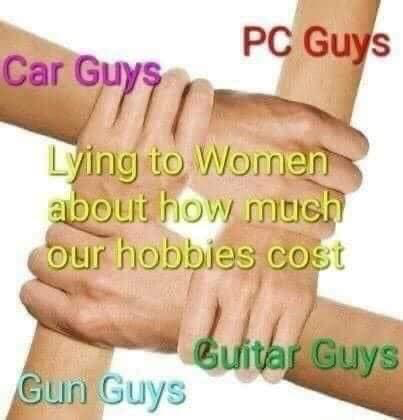 PC Guys
Car Guys
Lying to Women
about how much
our hobbies cost
Guitar Guys
Gun Guys